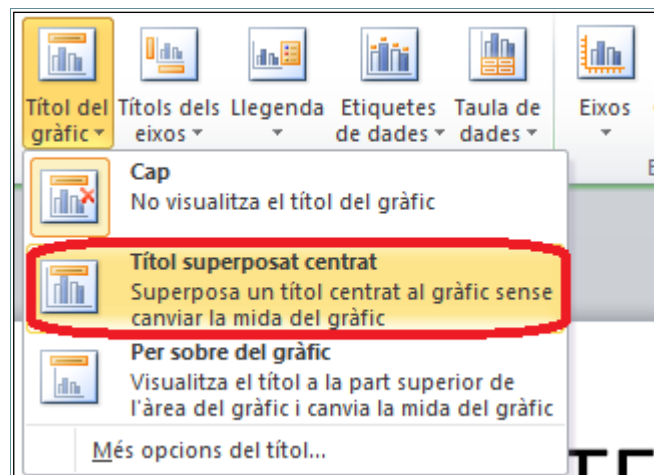 Títol del gràfic
Títols dels eixos
Llegenda
Etiquetes de dades
Taula de dades
Eixos
Cap
No visualitza el títol del gràfic
Títol superposat centrat
Superposa un títol centrat al gràfic sense
canviar la mida del gràfic
Per sobre del gràfic
Visualitza el títol a la part superior de
l'àrea del gràfic i canvia la mida del gràfic
Més opcions del títol...